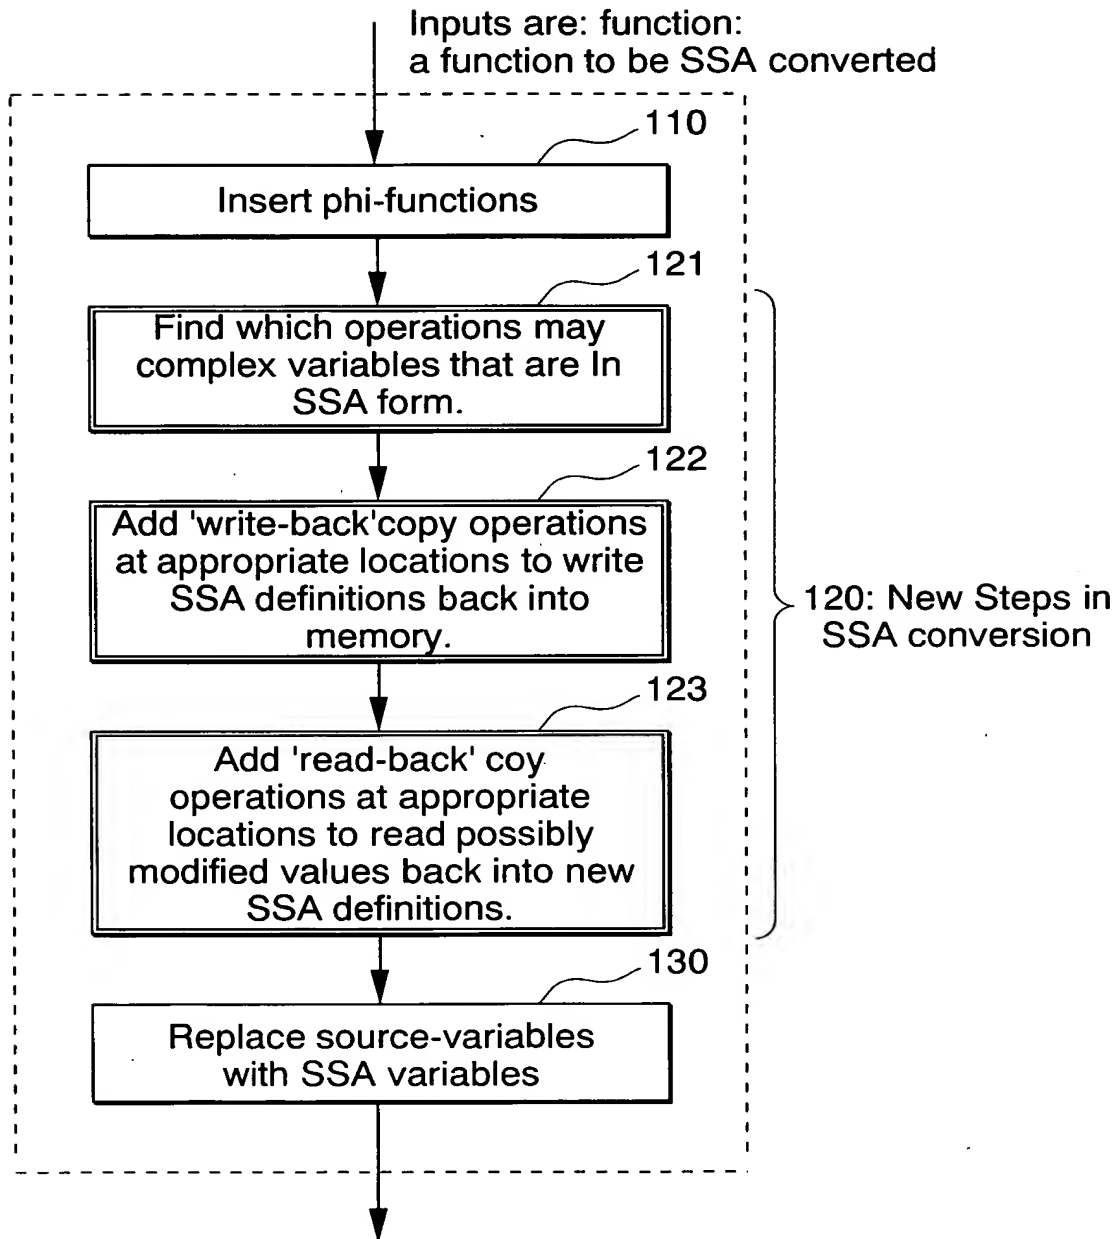 Inputs are: function:
a function to be SSA converted
110
Insert phi-functions
121
Find which operations may
complex variables that are In
SSA form.
122
Add 'write-back'copy operations
at appropriate locations to write
SSA definitions back into
memory.
120: New Steps in
SSA conversion
123
Add 'read-back' coy
operations at appropriate
locations to read possibly
modified values back into new
SSA definitions.
130
Replace source-variables
with SSA variables